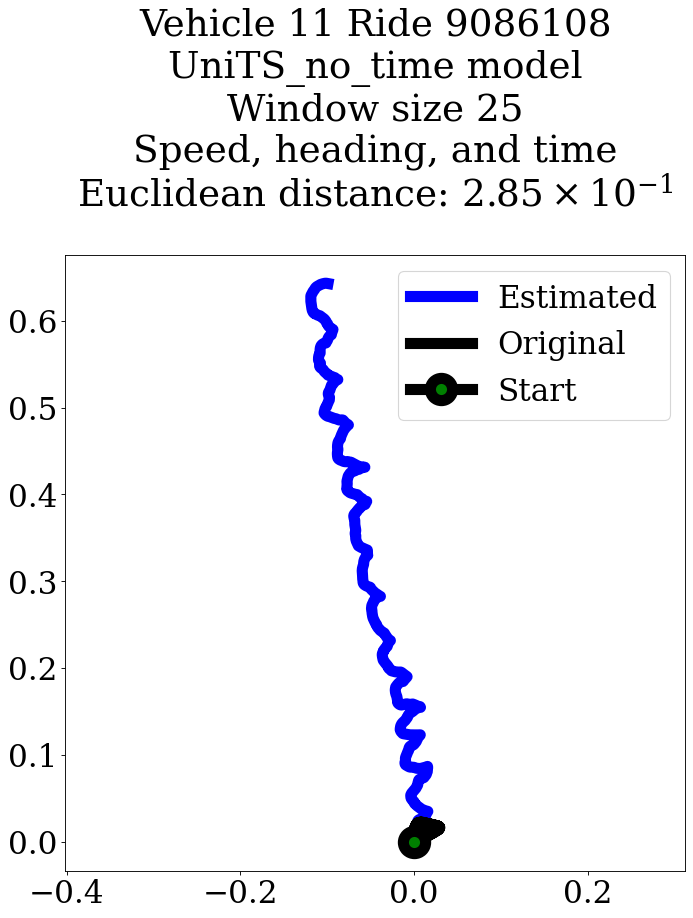 Vehicle 11 Ride 9086108
UniTS_no_time model
Window size 25
Speed, heading, and time
Euclidean distance: 2.85 × 10⁻¹
Estimated
Original
Start
0.6
0.5
0.4
0.3
0.2
0.1
0.0
−0.4
−0.2
0.0
0.2